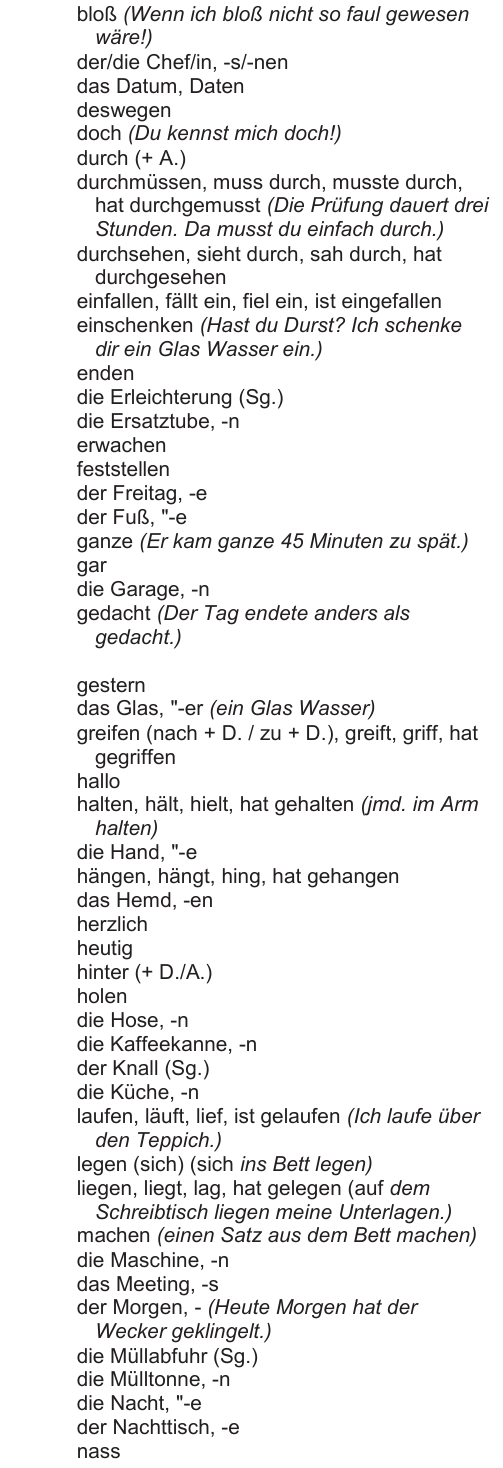 bloß (Wenn ich bloß nicht so faul gewesen
wäre!)
der/die Chef/in, -s/-nen
das Datum, Daten
deswegen
doch (Du kennst mich doch!)
durch (+ A.)
durchmüssen, muss durch, musste durch,
hat durchgemusst (Die Prüfung dauert drei
Stunden. Da musst du einfach durch.)
durchsehen, sieht durch, sah durch, hat
durchgesehen
einfallen, fällt ein, fiel ein, ist eingefallen
einschenken (Hast du Durst? Ich schenke
dir ein Glas Wasser ein.)
enden
die Erleichterung (Sg.)
die Ersatztube, -n
erwachen
feststellen
der Freitag, -e
der Fuß, "-e
ganze (Er kam ganze 45 Minuten zu spät.)
gar
die Garage, -n
gedacht (Der Tag endete anders als
gedacht.)
gestern
das Glas, "-er (ein Glas Wasser)
greifen (nach + D. / zu + D.), greift, griff, hat
gegriffen
hallo
halten, hält, hielt, hat gehalten (jmd. im Arm
halten)
die Hand, "-e
hängen, hängt, hing, hat gehangen
das Hemd, -en
herzlich
heutig
hinter (+ D./A.)
holen
die Hose, -n
die Kaffeekanne, -n
der Knall (Sg.)
die Küche, -n
laufen, läuft, lief, ist gelaufen (Ich laufe über
den Teppich.)
legen (sich) (sich ins Bett legen)
liegen, liegt, lag, hat gelegen (auf dem
Schreibtisch liegen meine Unterlagen.)
machen (einen Satz aus dem Bett machen)
die Maschine, -n
das Meeting, -s
der Morgen, - (Heute Morgen hat der
Wecker geklingelt.)
die Müllabfuhr (Sg.)
die Mülltonne, -n
die Nacht, "-e
der Nachttisch, -e
nass